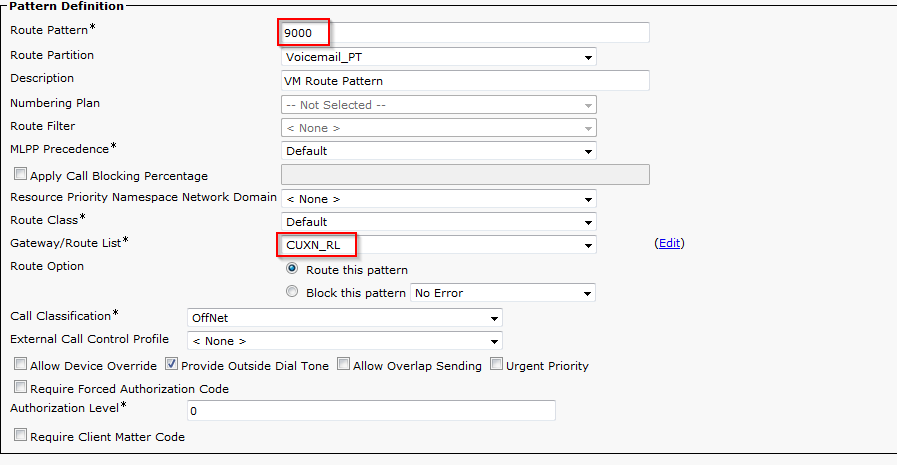 Pattern Definition
Route Pattern* 9000
Route Partition Voicemail_PT
Description VM Route Pattern
Numbering Plan -- Not Selected --
Route Filter < None >
MLPP Precedence* Default
Apply Call Blocking Percentage
Resource Priority Namespace Network Domain < None >
Route Class* Default
Gateway/Route List* CUXN_RL (Edit)
Route Option Route this pattern
Block this pattern No Error
Call Classification* OffNet
External Call Control Profile < None >
Allow Device Override Provide Outside Dial Tone Allow Overlap Sending Urgent Priority
Require Forced Authorization Code
Authorization Level* 0
Require Client Matter Code